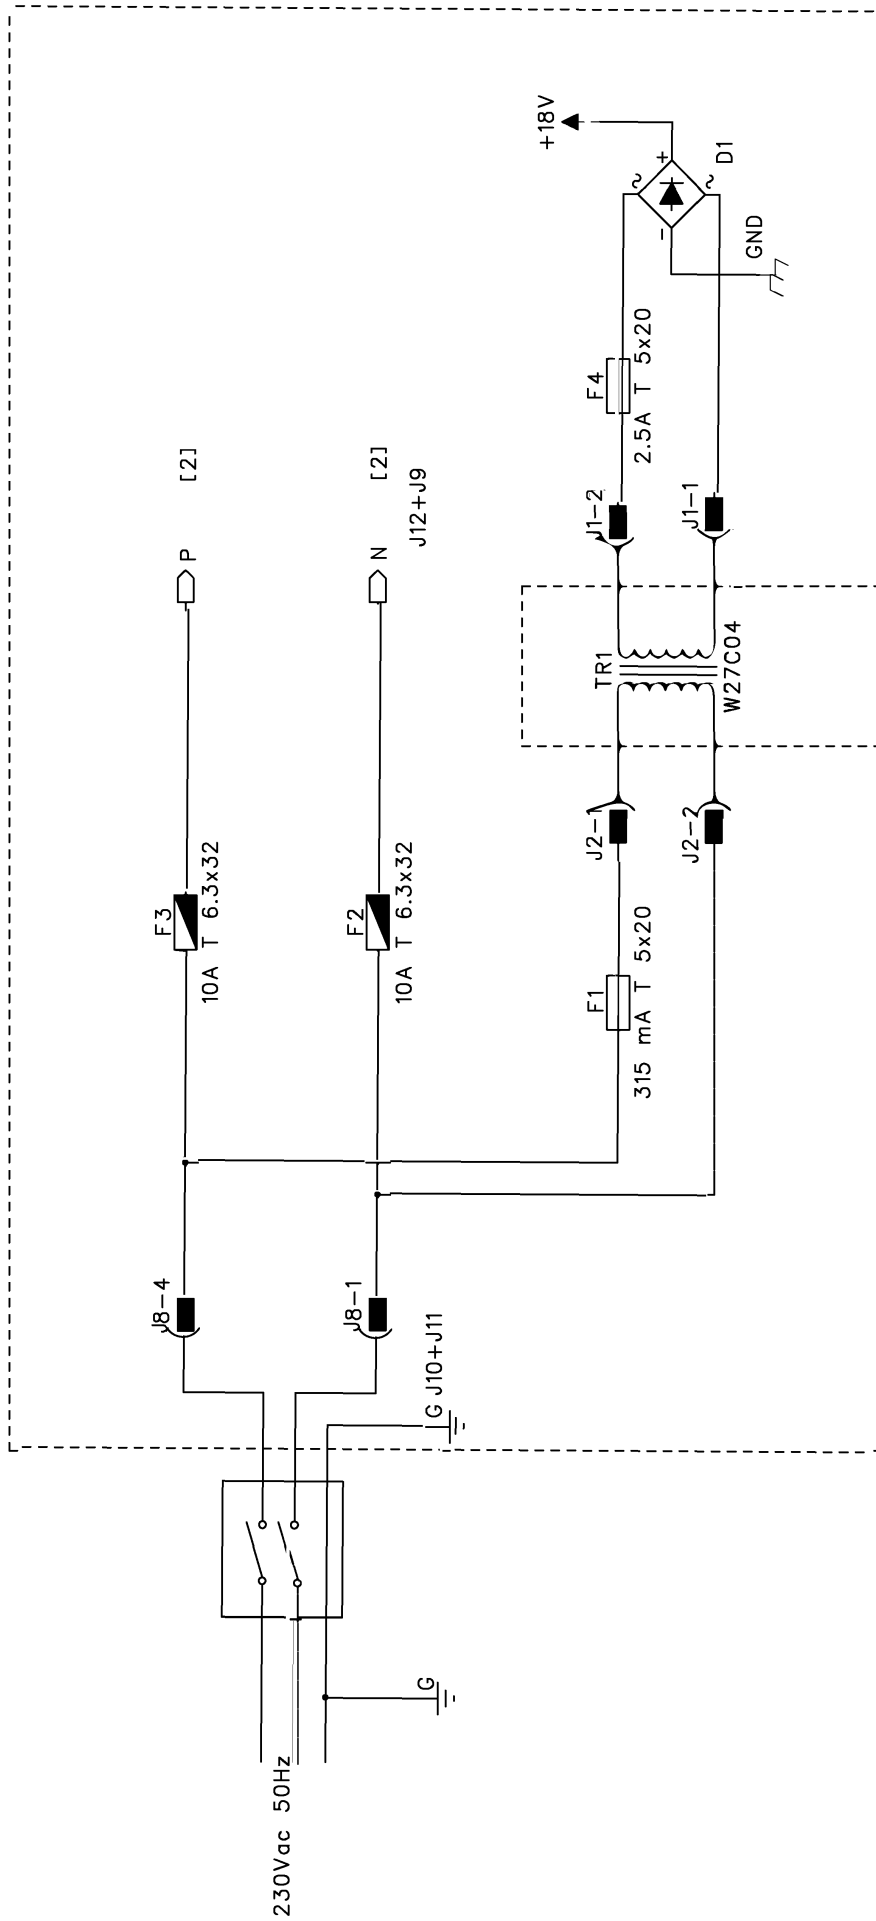 230Vac 50Hz
G
G J10+J11
J8-4
J8-1
F3
10A T 6.3x32
F2
10A T 6.3x32
P [2]
N [2]
J12+J9
F1
315 mA T 5x20
J2-1
J2-2
TR1
W27C04
J1-2
J1-1
F4
2.5A T 5x20
+18V
+
~
~
-
D1
GND